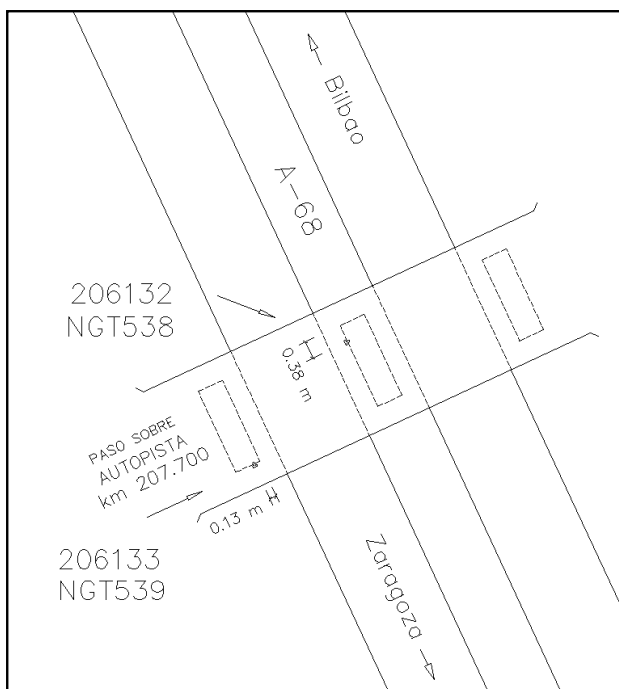 Bilbao
A-68
206132
NGT538
0.38 m
PASO SOBRE
AUTOPISTA
km 207.700
0.13 m
206133
NGT539
Zaragoza